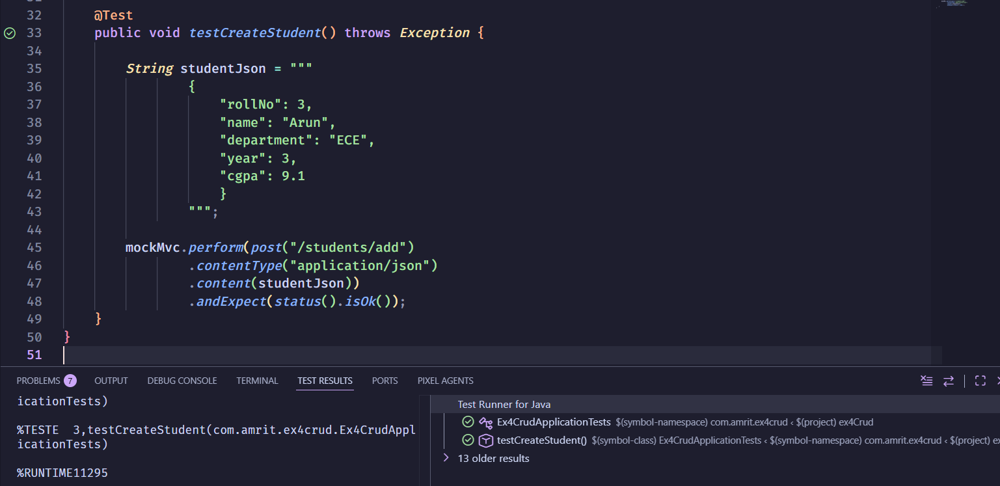 32 @Test
33 public void testCreateStudent() throws Exception {
34
35 String studentJson = """
36 {
37 "rollNo": 3,
38 "name": "Arun",
39 "department": "ECE",
40 "year": 3,
41 "cgpa": 9.1
42 }
43 """;
44
45 mockMvc.perform(post("/students/add")
46 .contentType("application/json")
47 .content(studentJson))
48 .andExpect(status().isOk());
49 }
50 }
51
PROBLEMS 7 OUTPUT DEBUG CONSOLE TERMINAL TEST RESULTS PORTS PIXEL AGENTS
icationTests)
%TESTE 3,testCreateStudent(com.amrit.ex4crud.Ex4CrudAppl
icationTests)
%RUNTIME11295
Test Runner for Java
Ex4CrudApplicationTests $(symbol-namespace) com.amrit.ex4crud ‹ $(project) ex4Crud
testCreateStudent() $(symbol-class) Ex4CrudApplicationTests ‹ $(symbol-namespace) com.amrit.ex4crud ‹ $(project) ex
13 older results